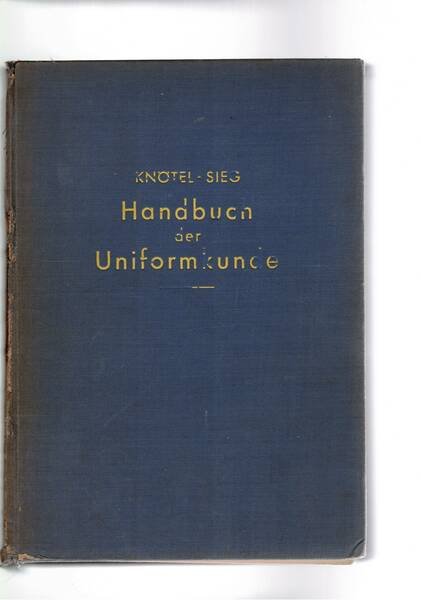 KNÖTEL - SIEG
Handbuch
der
Uniformkunde